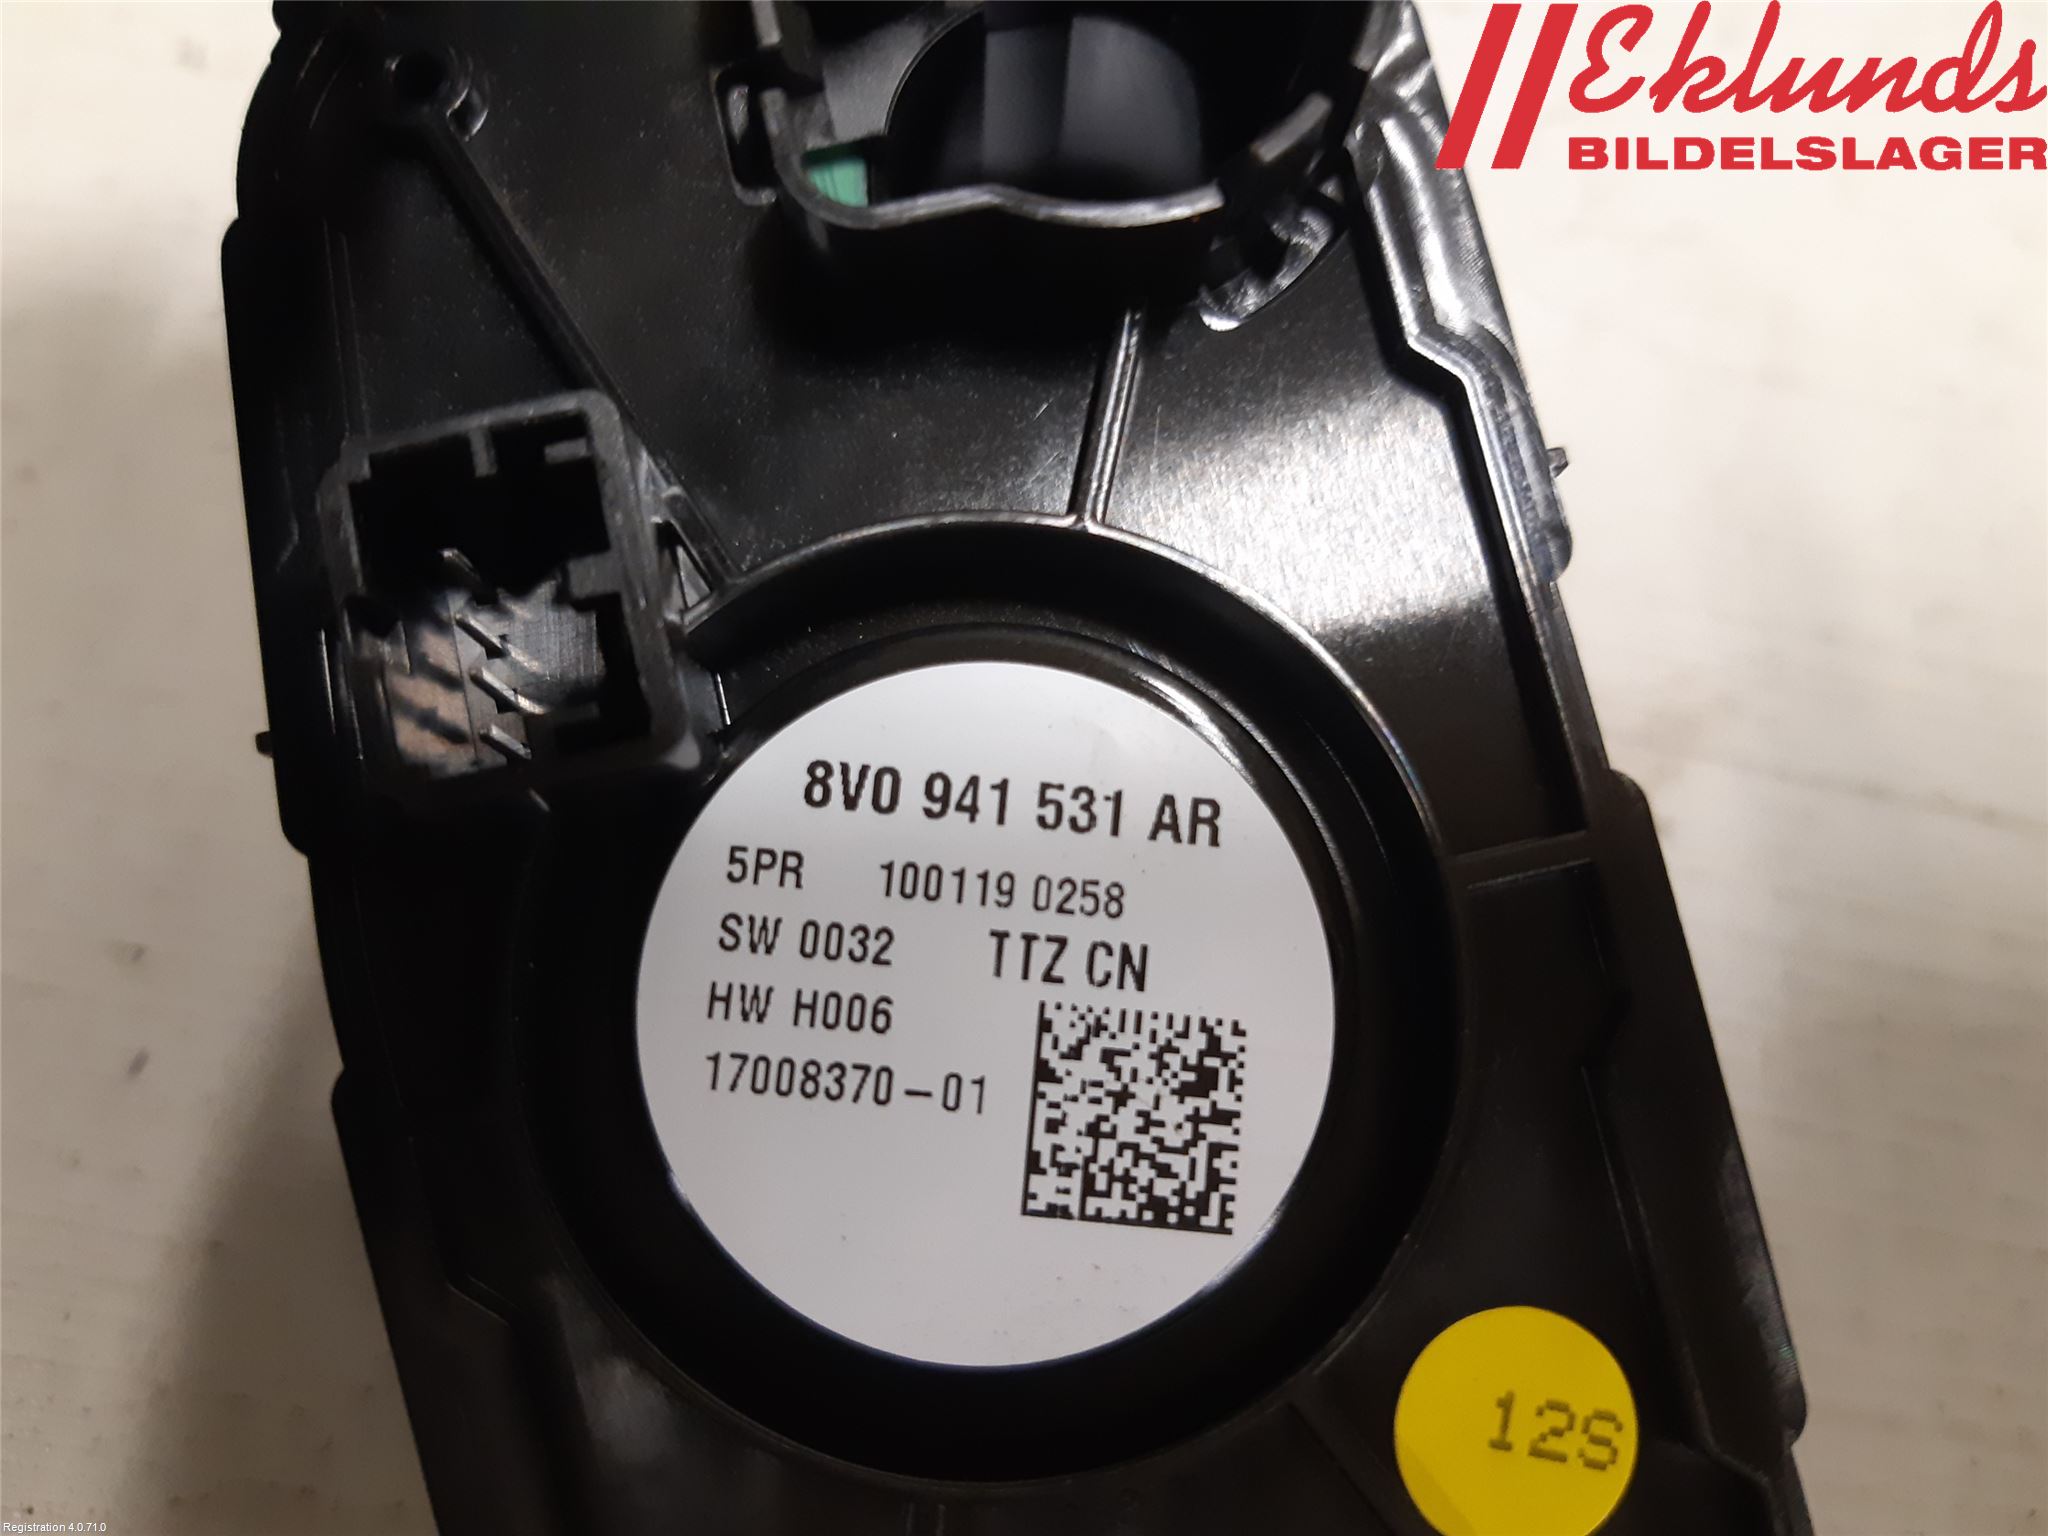 Eklunds
BILDELSLAGER
8V0 941 531 AR
5PR 100119 0258
SW 0032 TTZ CN
HW H006
17008370-01
12S
Registration 4.0.71.0